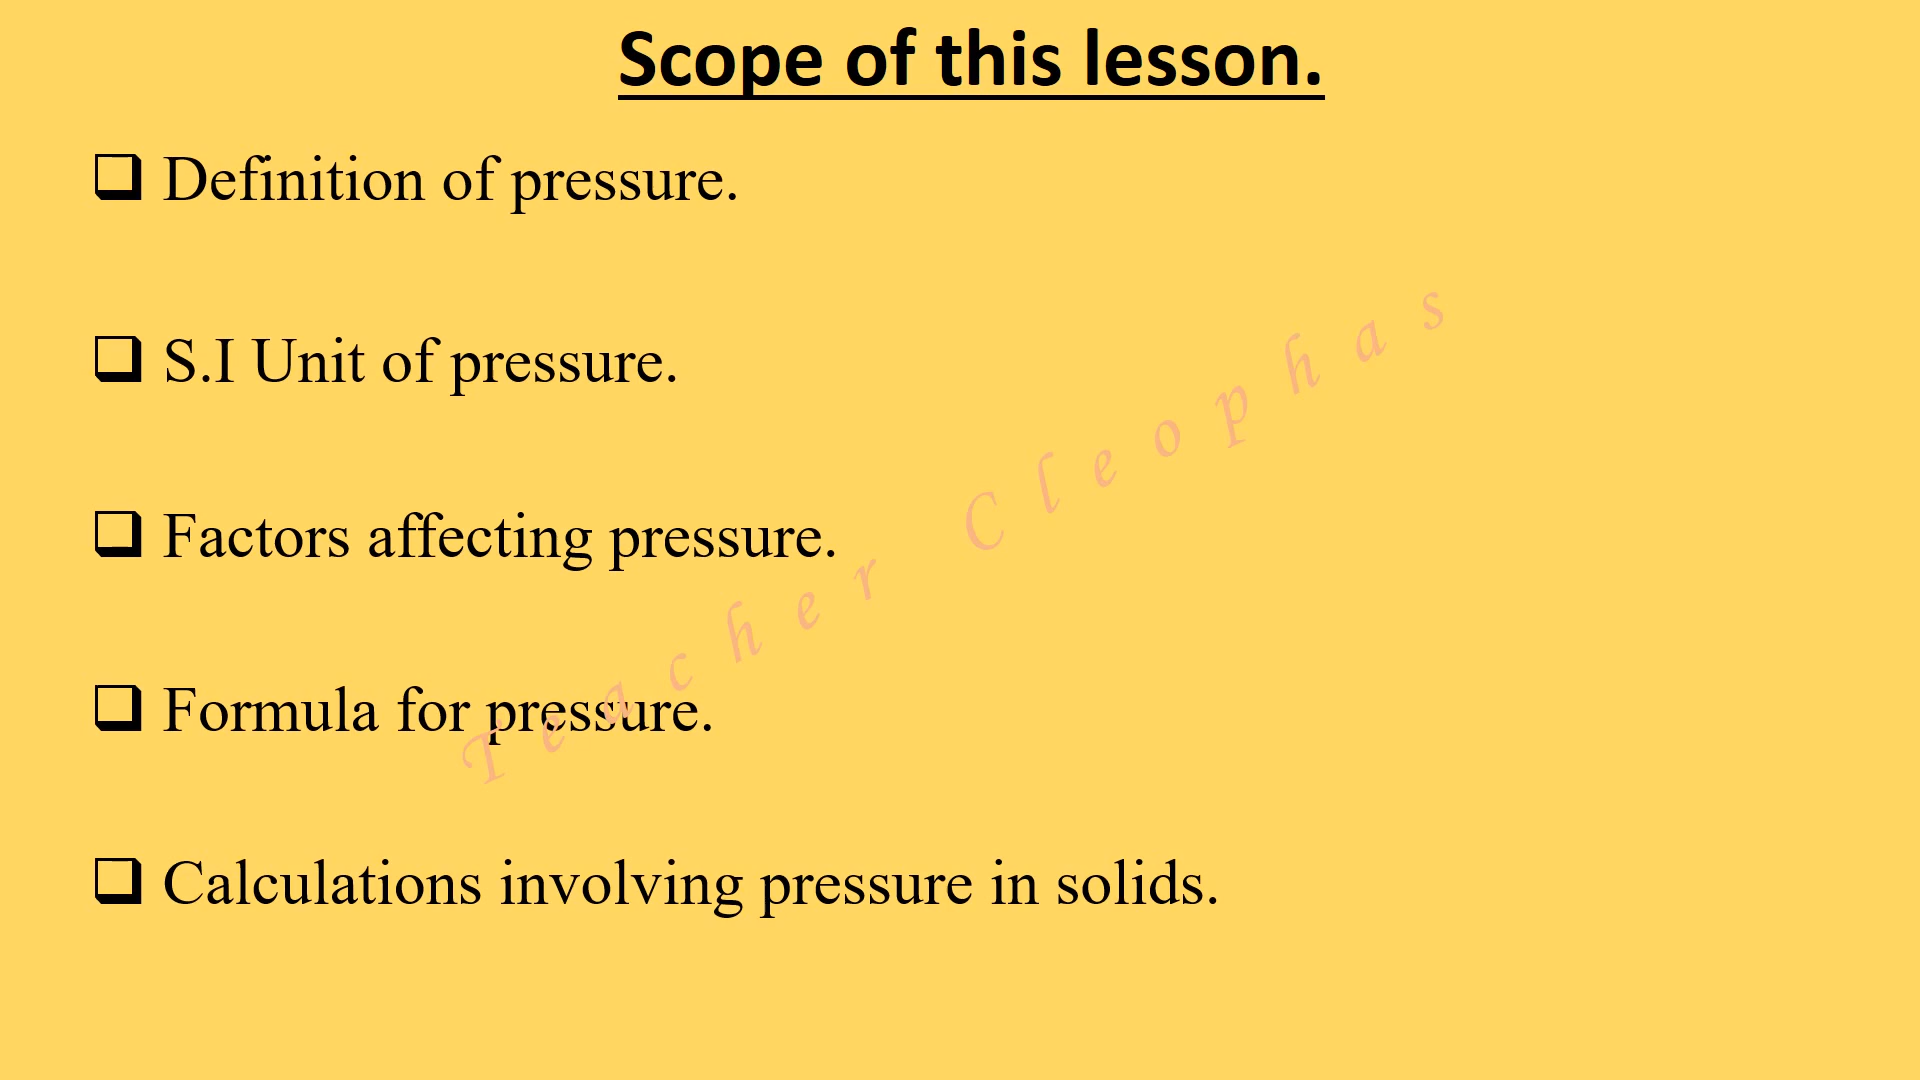 Scope of this lesson.
Definition of pressure.
S.I Unit of pressure.
Factors affecting pressure.
Formula for pressure.
Calculations involving pressure in solids.
Teacher Cleophas